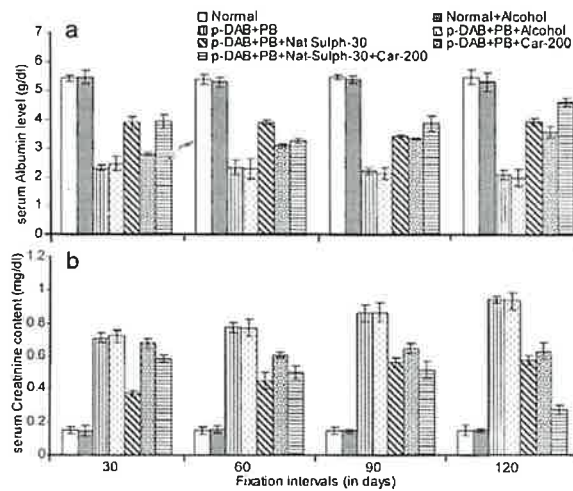 Normal
Normal+Alcohol
p-DAB+PB
p-DAB+PB+Alcohol
p-DAB+PB+Nat Sulph-30
p-DAB+PB+Car-200
p-DAB+PB+Nat-Sulph-30+Car-200
a
serum Albumin level (g/dl)
7
6
5
4
3
2
1
0
b
serum Creatinine content (mg/dl)
1.2
1
0.8
0.6
0.4
0.2
0
30
60
90
120
Fixation intervals (in days)